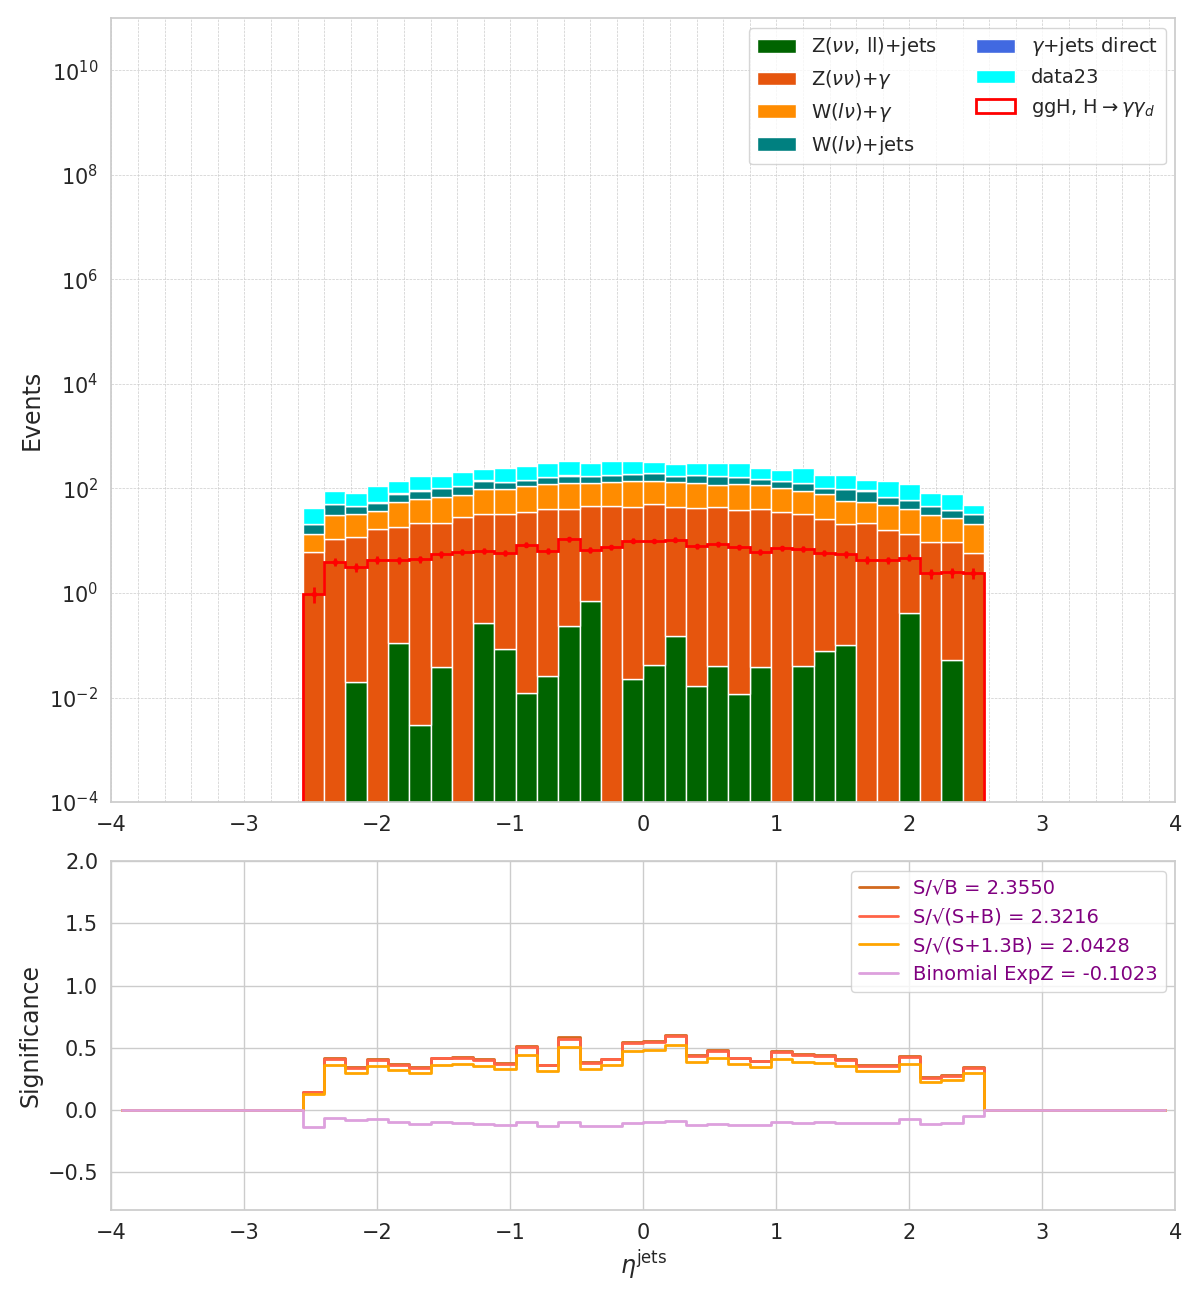 Z(νν, ll)+jets
Z(νν)+γ
W(lν)+γ
W(lν)+jets
γ+jets direct
data23
ggH, H→γγ_d
Events
10^10
10^8
10^6
10^4
10^2
10^0
10^−2
10^−4
−4 −3 −2 −1 0 1 2 3 4
S/√B = 2.3550
S/√(S+B) = 2.3216
S/√(S+1.3B) = 2.0428
Binomial ExpZ = -0.1023
Significance
2.0
1.5
1.0
0.5
0.0
−0.5
−4 −3 −2 −1 0 1 2 3 4
η^jets